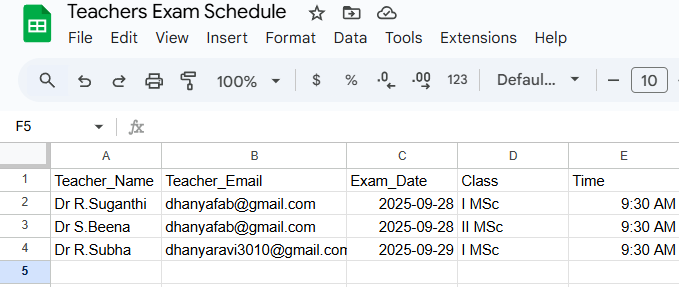 Teachers Exam Schedule
File Edit View Insert Format Data Tools Extensions Help
100% $ % .0 .00 123 Defaul... − 10
F5 fx
A B C D E
1 Teacher_Name Teacher_Email Exam_Date Class Time
2 Dr R.Suganthi dhanyafab@gmail.com 2025-09-28 I MSc 9:30 AM
3 Dr S.Beena dhanyafab@gmail.com 2025-09-28 II MSc 9:30 AM
4 Dr R.Subha dhanyaravi3010@gmail.com 2025-09-29 I MSc 9:30 AM
5